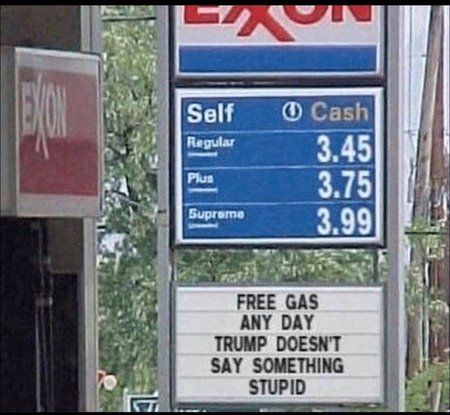 EXXON
EXXON
Self Cash
Regular 3.45
Plus 3.75
Supreme 3.99
FREE GAS
ANY DAY
TRUMP DOESN'T
SAY SOMETHING
STUPID